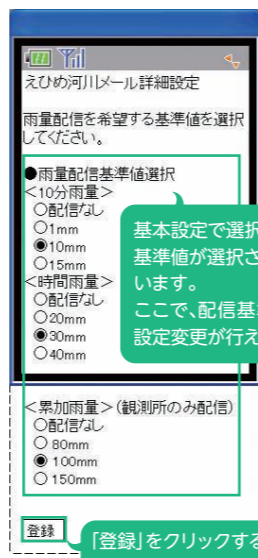 えひめ河川メール詳細設定
雨量配信を希望する基準値を選択
してください。
●雨量配信基準値選択
<10分雨量>
○配信なし
○1mm
◉10mm
○15mm
<時間雨量>
○配信なし
○20mm
◉30mm
○40mm
基本設定で選択
基準値が選択さ
います。
ここで、配信基
設定変更が行え
<累加雨量>(観測所のみ配信)
○配信なし
○ 80mm
◉ 100mm
○ 150mm
登録
「登録」をクリックする